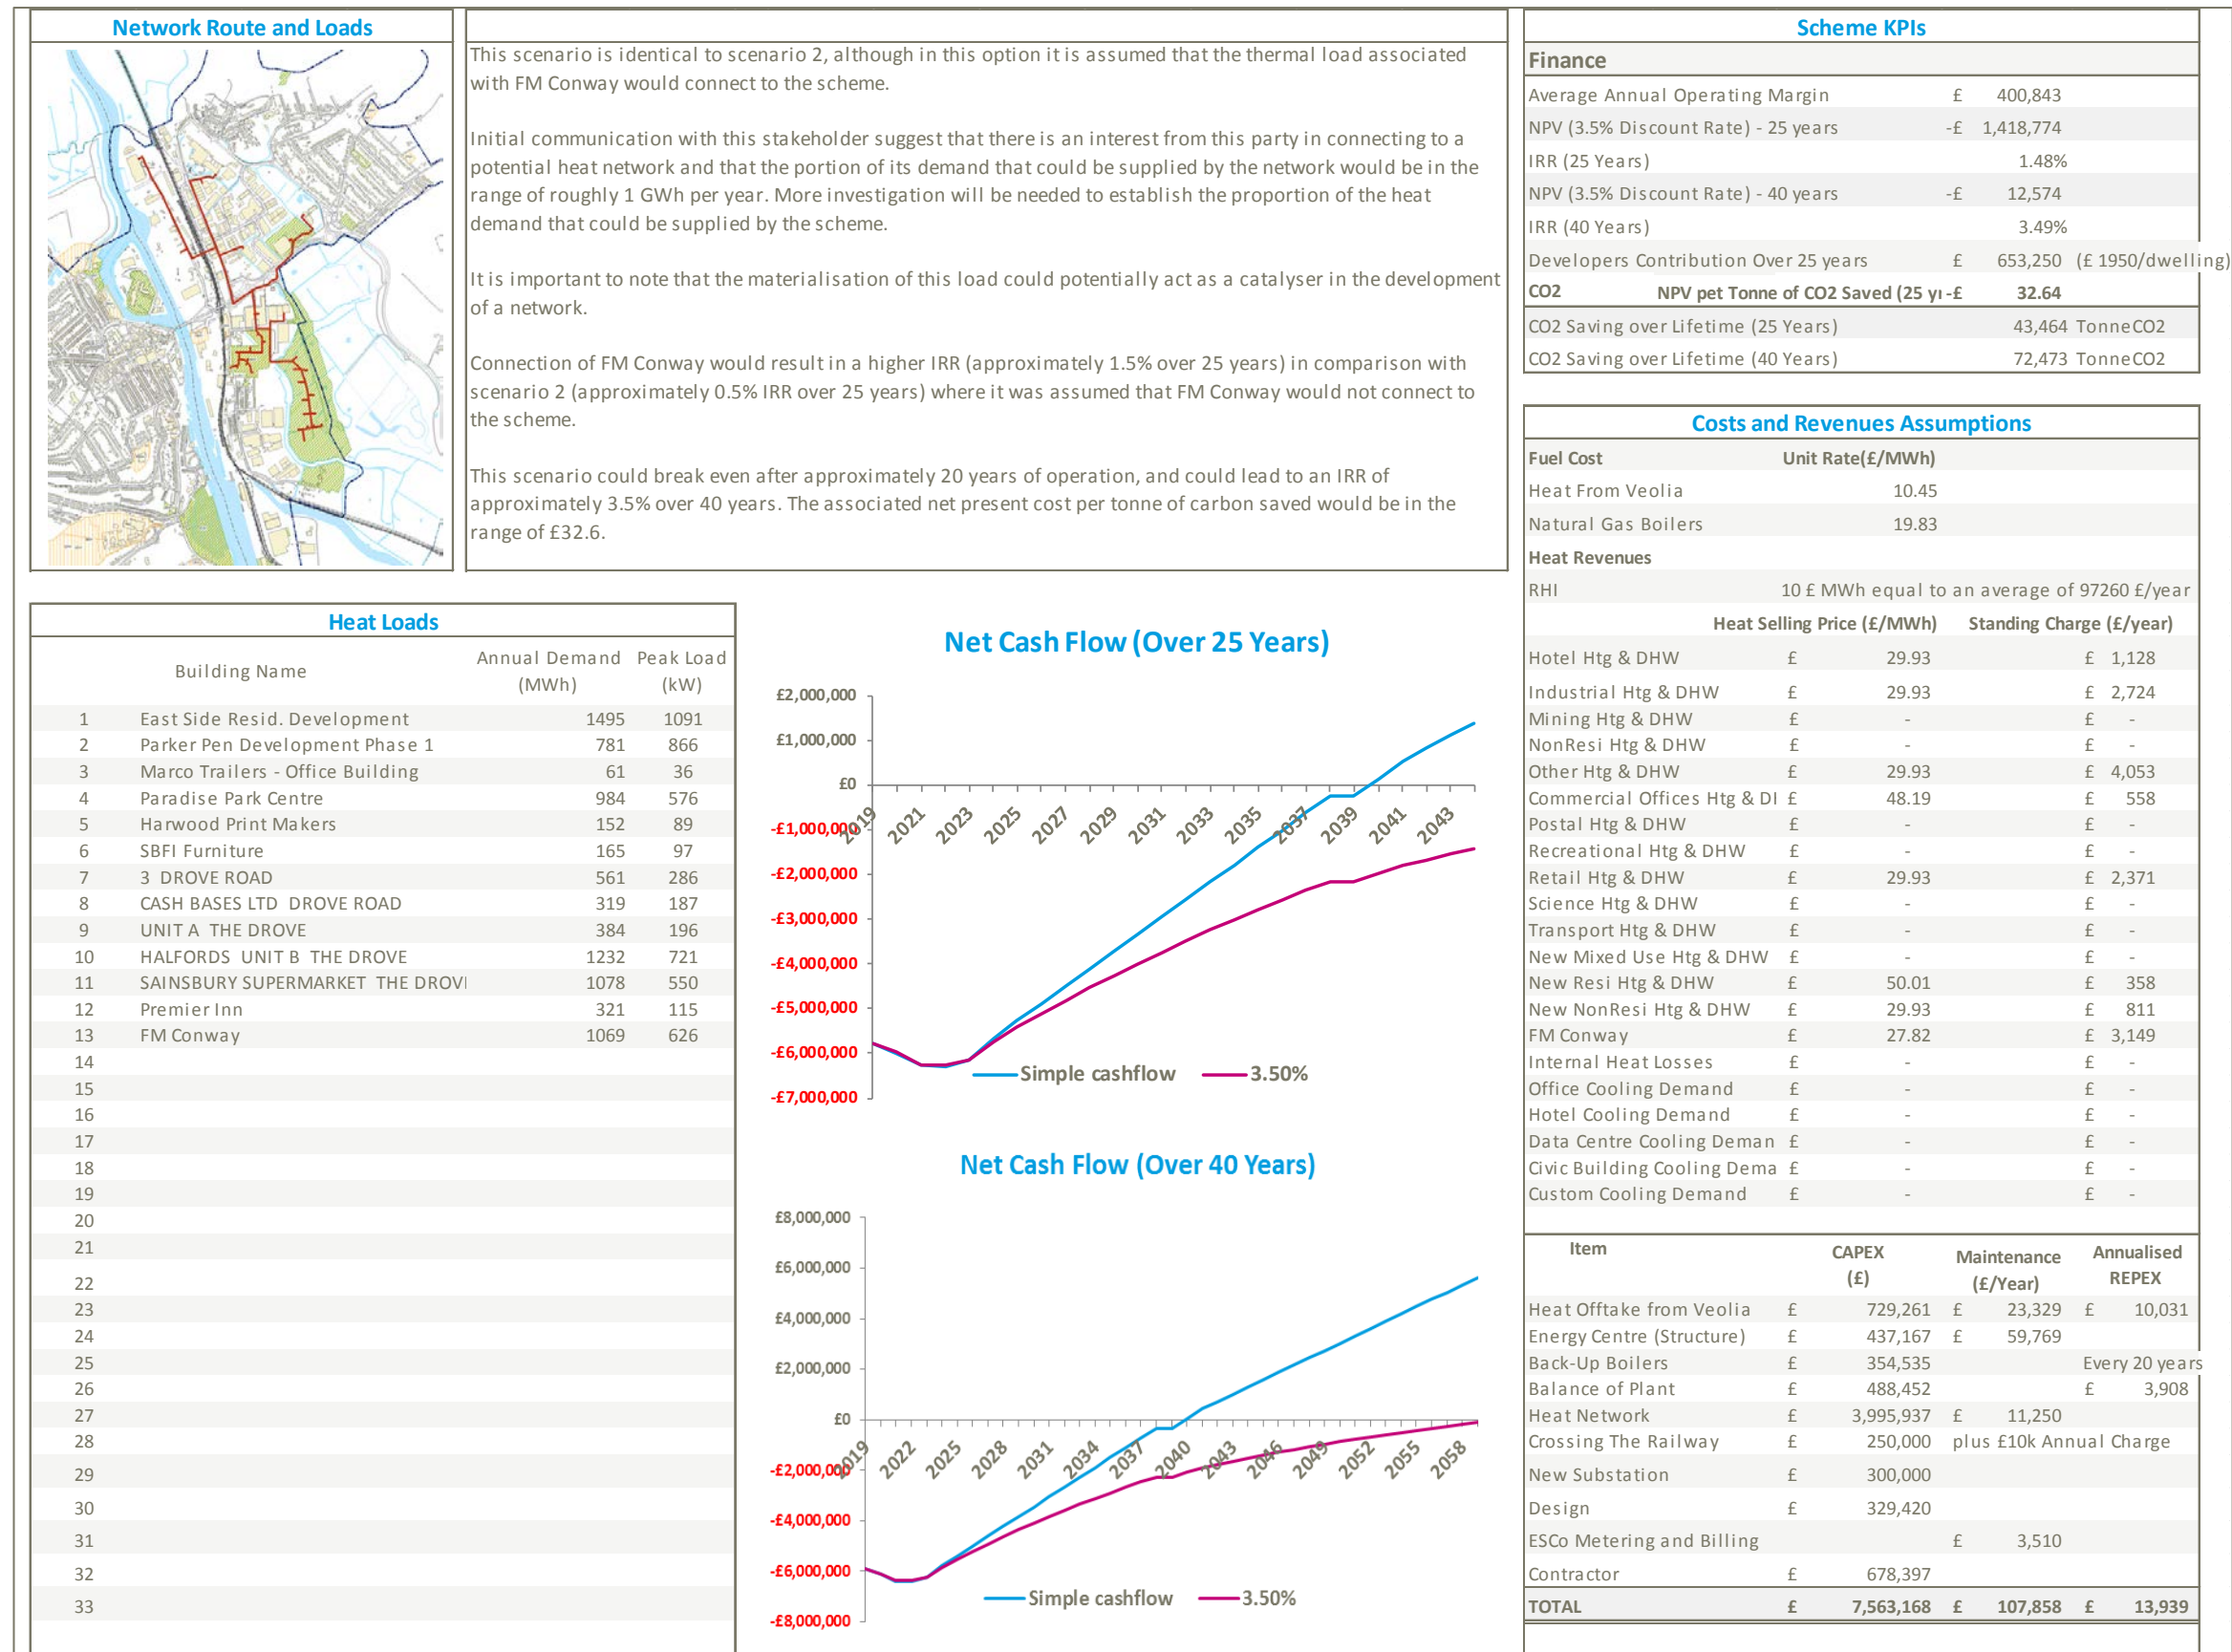 Network Route and Loads
This scenario is identical to scenario 2, although in this option it is assumed that the thermal load associated
with FM Conway would connect to the scheme.
Initial communication with this stakeholder suggest that there is an interest from this party in connecting to a
potential heat network and that the portion of its demand that could be supplied by the network would be in the
range of roughly 1 GWh per year. More investigation will be needed to establish the proportion of the heat
demand that could be supplied by the scheme.
It is important to note that the materialisation of this load could potentially act as a catalyser in the development
of a network.
Connection of FM Conway would result in a higher IRR (approximately 1.5% over 25 years) in comparison with
scenario 2 (approximately 0.5% IRR over 25 years) where it was assumed that FM Conway would not connect to
the scheme.
This scenario could break even after approximately 20 years of operation, and could lead to an IRR of
approximately 3.5% over 40 years. The associated net present cost per tonne of carbon saved would be in the
range of £32.6.
Scheme KPIs
Finance
Average Annual Operating Margin £ 400,843
NPV (3.5% Discount Rate) - 25 years -£ 1,418,774
IRR (25 Years) 1.48%
NPV (3.5% Discount Rate) - 40 years -£ 12,574
IRR (40 Years) 3.49%
Developers Contribution Over 25 years £ 653,250 (£ 1950/dwelling)
CO2 NPV pet Tonne of CO2 Saved (25 yı -£ 32.64
CO2 Saving over Lifetime (25 Years) 43,464 TonneCO2
CO2 Saving over Lifetime (40 Years) 72,473 TonneCO2
Costs and Revenues Assumptions
Fuel Cost Unit Rate(£/MWh)
Heat From Veolia 10.45
Natural Gas Boilers 19.83
Heat Revenues
RHI 10 £ MWh equal to an average of 97260 £/year
Heat Selling Price (£/MWh) Standing Charge (£/year)
Hotel Htg & DHW £ 29.93 £ 1,128
Industrial Htg & DHW £ 29.93 £ 2,724
Mining Htg & DHW £ - £ -
NonResi Htg & DHW £ - £ -
Other Htg & DHW £ 29.93 £ 4,053
Commercial Offices Htg & DI £ 48.19 £ 558
Postal Htg & DHW £ - £ -
Recreational Htg & DHW £ - £ -
Retail Htg & DHW £ 29.93 £ 2,371
Science Htg & DHW £ - £ -
Transport Htg & DHW £ - £ -
New Mixed Use Htg & DHW £ - £ -
New Resi Htg & DHW £ 50.01 £ 358
New NonResi Htg & DHW £ 29.93 £ 811
FM Conway £ 27.82 £ 3,149
Internal Heat Losses £ - £ -
Office Cooling Demand £ - £ -
Hotel Cooling Demand £ - £ -
Data Centre Cooling Deman £ - £ -
Civic Building Cooling Dema £ - £ -
Custom Cooling Demand £ - £ -
Item CAPEX (£) Maintenance (£/Year) Annualised REPEX
Heat Offtake from Veolia £ 729,261 £ 23,329 £ 10,031
Energy Centre (Structure) £ 437,167 £ 59,769
Back-Up Boilers £ 354,535 Every 20 years
Balance of Plant £ 488,452 £ 3,908
Heat Network £ 3,995,937 £ 11,250
Crossing The Railway £ 250,000 plus £10k Annual Charge
New Substation £ 300,000
Design £ 329,420
ESCo Metering and Billing £ 3,510
Contractor £ 678,397
TOTAL £ 7,563,168 £ 107,858 £ 13,939
Heat Loads
Building Name Annual Demand (MWh) Peak Load (kW)
1 East Side Resid. Development 1495 1091
2 Parker Pen Development Phase 1 781 866
3 Marco Trailers - Office Building 61 36
4 Paradise Park Centre 984 576
5 Harwood Print Makers 152 89
6 SBFI Furniture 165 97
7 3 DROVE ROAD 561 286
8 CASH BASES LTD DROVE ROAD 319 187
9 UNIT A THE DROVE 384 196
10 HALFORDS UNIT B THE DROVE 1232 721
11 SAINSBURY SUPERMARKET THE DROVI 1078 550
12 Premier Inn 321 115
13 FM Conway 1069 626
14
15
16
17
18
19
20
21
22
23
24
25
26
27
28
29
30
31
32
33
Net Cash Flow (Over 25 Years)
£2,000,000
£1,000,000
£0
-£1,000,000
-£2,000,000
-£3,000,000
-£4,000,000
-£5,000,000
-£6,000,000
-£7,000,000
2019 2021 2023 2025 2027 2029 2031 2033 2035 2037 2039 2041 2043
Simple cashflow 3.50%
Net Cash Flow (Over 40 Years)
£8,000,000
£6,000,000
£4,000,000
£2,000,000
£0
-£2,000,000
-£4,000,000
-£6,000,000
-£8,000,000
2019 2022 2025 2028 2031 2034 2037 2040 2043 2046 2049 2052 2055 2058
Simple cashflow 3.50%